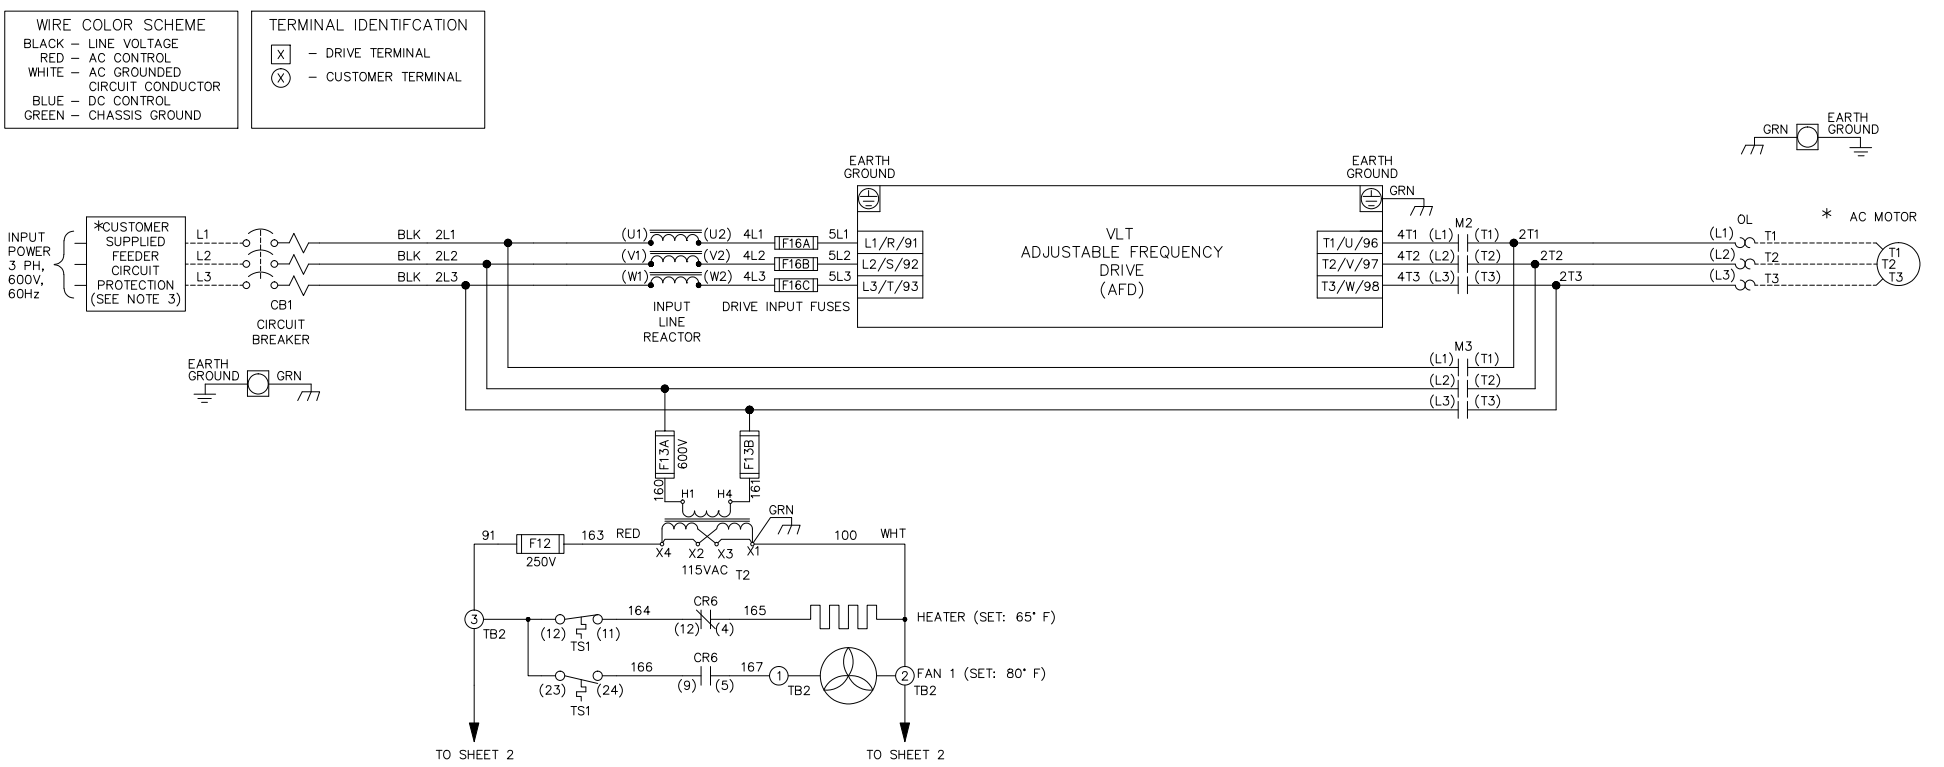 WIRE COLOR SCHEME
BLACK – LINE VOLTAGE
RED – AC CONTROL
WHITE – AC GROUNDED
CIRCUIT CONDUCTOR
BLUE – DC CONTROL
GREEN – CHASSIS GROUND
TERMINAL IDENTIFCATION
X – DRIVE TERMINAL
X – CUSTOMER TERMINAL
GRN
EARTH
GROUND
INPUT
POWER
3 PH,
600V,
60Hz
*CUSTOMER
SUPPLIED
FEEDER
CIRCUIT
PROTECTION
(SEE NOTE 3)
L1
L2
L3
CB1
CIRCUIT
BREAKER
BLK 2L1
BLK 2L2
BLK 2L3
(U1) (U2) 4L1 F16A 5L1
(V1) (V2) 4L2 F16B 5L2
(W1) (W2) 4L3 F16C 5L3
INPUT
LINE
REACTOR
DRIVE INPUT FUSES
EARTH
GROUND
L1/R/91
L2/S/92
L3/T/93
VLT
ADJUSTABLE FREQUENCY
DRIVE
(AFD)
EARTH
GROUND
GRN
T1/U/96
T2/V/97
T3/W/98
M2
4T1 (L1) (T1) 2T1
4T2 (L2) (T2) 2T2
4T3 (L3) (T3) 2T3
OL
(L1) T1
(L2) T2
(L3) T3
* AC MOTOR
T1
T2
T3
M3
(L1) (T1)
(L2) (T2)
(L3) (T3)
EARTH
GROUND
GRN
F13A
600V
F13B
160
161
H1 H4
GRN
91 F12 163 RED
250V
X4 X2 X3 X1
115VAC T2
100 WHT
3
TB2
(12) (11)
TS1
164
CR6
(12) (4)
165
HEATER (SET: 65° F)
(23) (24)
TS1
166
CR6
(9) (5)
167
1
TB2
2
TB2
FAN 1 (SET: 80° F)
TO SHEET 2
TO SHEET 2